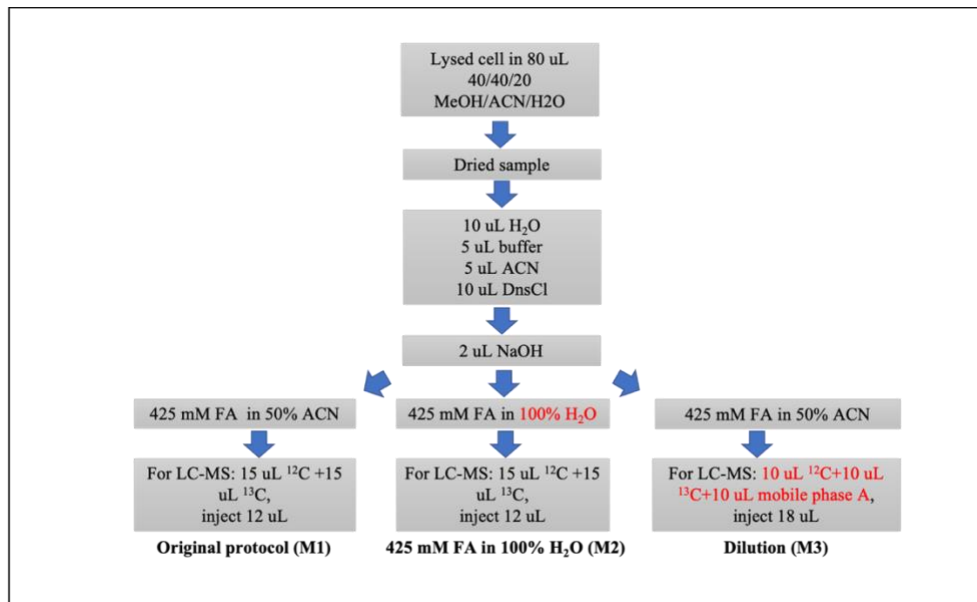 Lysed cell in 80 uL
40/40/20
MeOH/ACN/H2O
Dried sample
10 uL H₂O
5 uL buffer
5 uL ACN
10 uL DnsCl
2 uL NaOH
425 mM FA in 50% ACN
425 mM FA in 100% H₂O
425 mM FA in 50% ACN
For LC-MS: 15 uL ¹²C +15
uL ¹³C,
inject 12 uL
For LC-MS: 15 uL ¹²C +15
uL ¹³C,
inject 12 uL
For LC-MS: 10 uL ¹²C+10 uL
¹³C+10 uL mobile phase A,
inject 18 uL
Original protocol (M1)
425 mM FA in 100% H₂O (M2)
Dilution (M3)